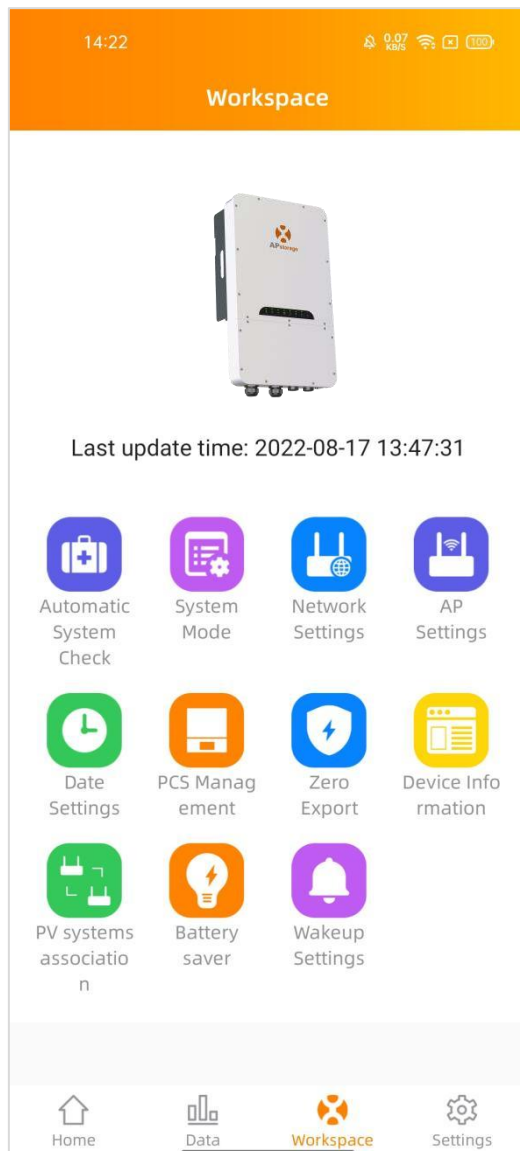 14:22
0.07
KB/S
100
Workspace
APstorage
Last update time: 2022-08-17 13:47:31
Automatic
System
Check
System
Mode
Network
Settings
AP
Settings
Date
Settings
PCS Manag
ement
Zero
Export
Device Info
rmation
PV systems
associatio
n
Battery
saver
Wakeup
Settings
Home
Data
Workspace
Settings